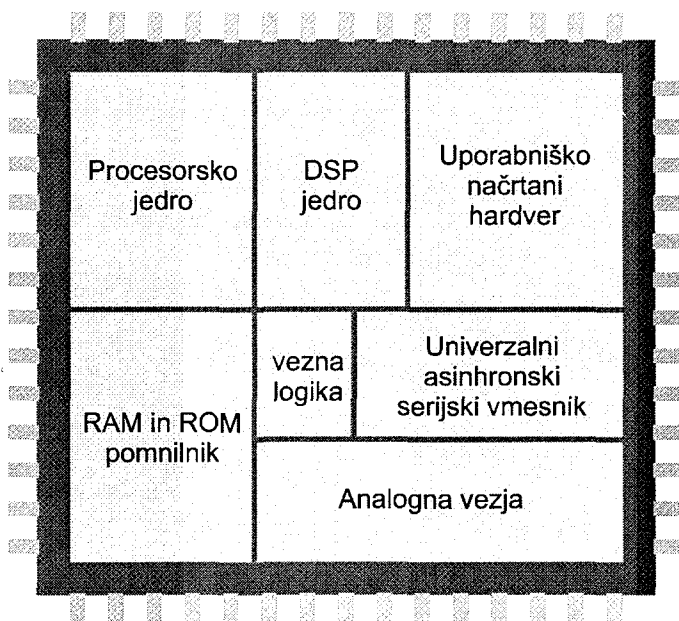 Procesorsko
jedro
DSP
jedro
Uporabniško
načrtani
hardver
RAM in ROM
pomnilnik
vezna
logika
Univerzalni
asinhronski
serijski vmesnik
Analogna vezja